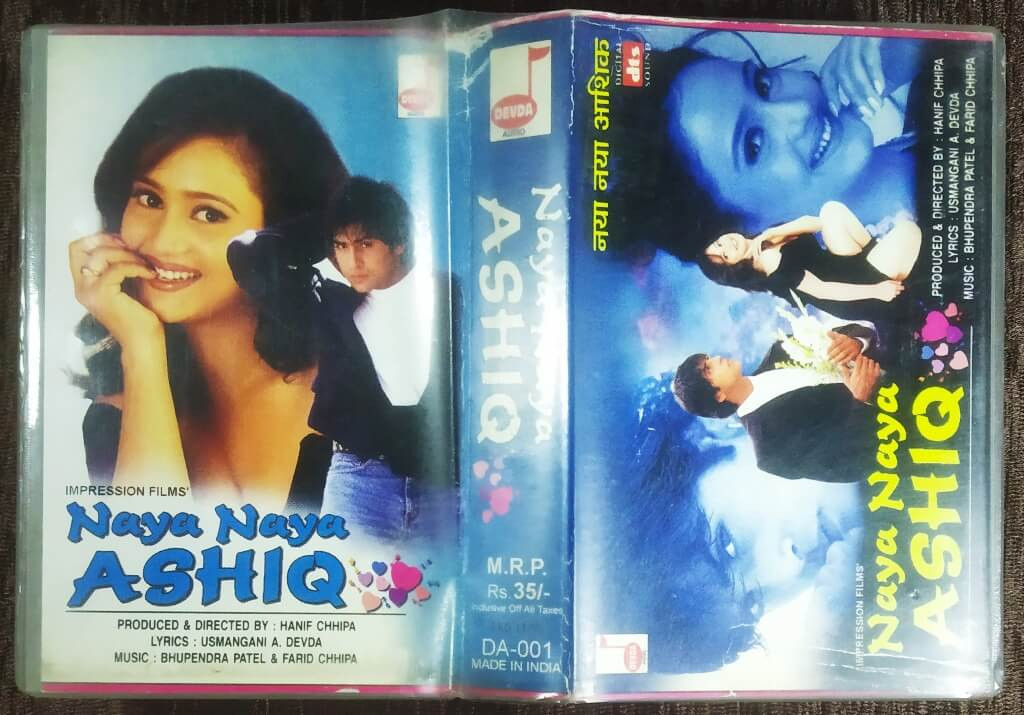 DEVDA
AUDIO
IMPRESSION FILMS'
Naya Naya
ASHIQ
PRODUCED & DIRECTED BY : HANIF CHHIPA
LYRICS : USMANGANI A. DEVDA
MUSIC : BHUPENDRA PATEL & FARID CHHIPA
DEVDA
AUDIO
Naya Naya
ASHIQ
M.R.P.
Rs. 35/-
Inclusive Off All Taxes
DA-001
MADE IN INDIA
नया नया आशिक
DIGITAL
dts
SOUND
PRODUCED & DIRECTED BY : HANIF CHHIPA
LYRICS : USMANGANI A. DEVDA
MUSIC : BHUPENDRA PATEL & FARID CHHIPA
IMPRESSION FILMS'
Naya Naya
ASHIQ
DEVDA
AUDIO